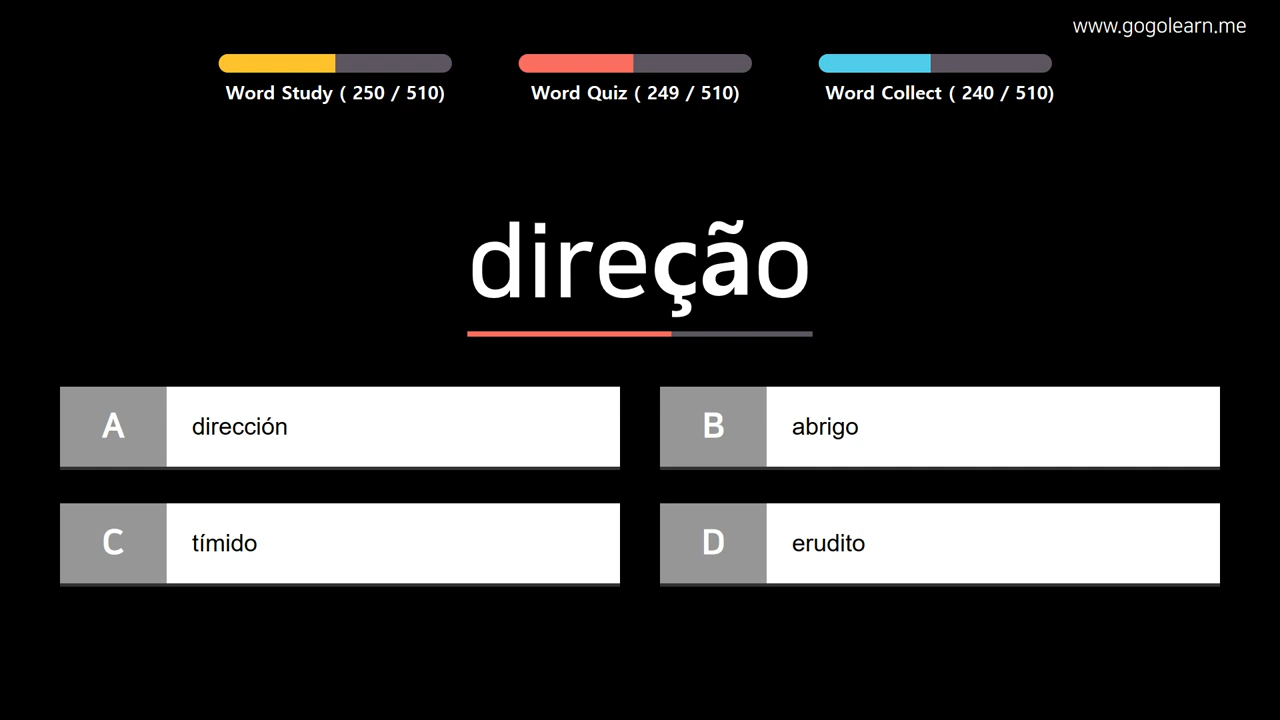 www.gogolearn.me
Word Study ( 250 / 510)
Word Quiz ( 249 / 510)
Word Collect ( 240 / 510)
direção
A
dirección
B
abrigo
C
tímido
D
erudito